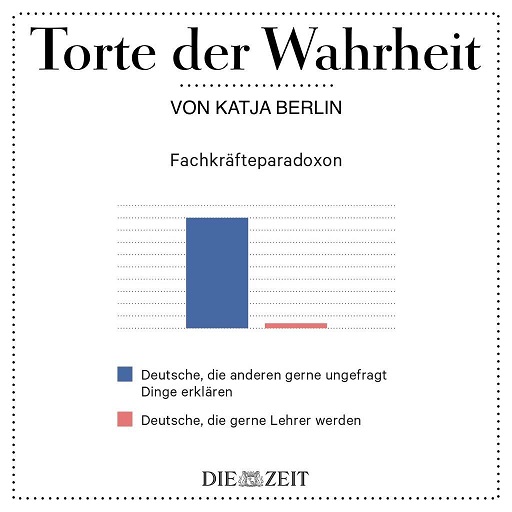 Torte der Wahrheit
VON KATJA BERLIN
Fachkräfteparadoxon
Deutsche, die anderen gerne ungefragt
Dinge erklären
Deutsche, die gerne Lehrer werden
DIE ZEIT